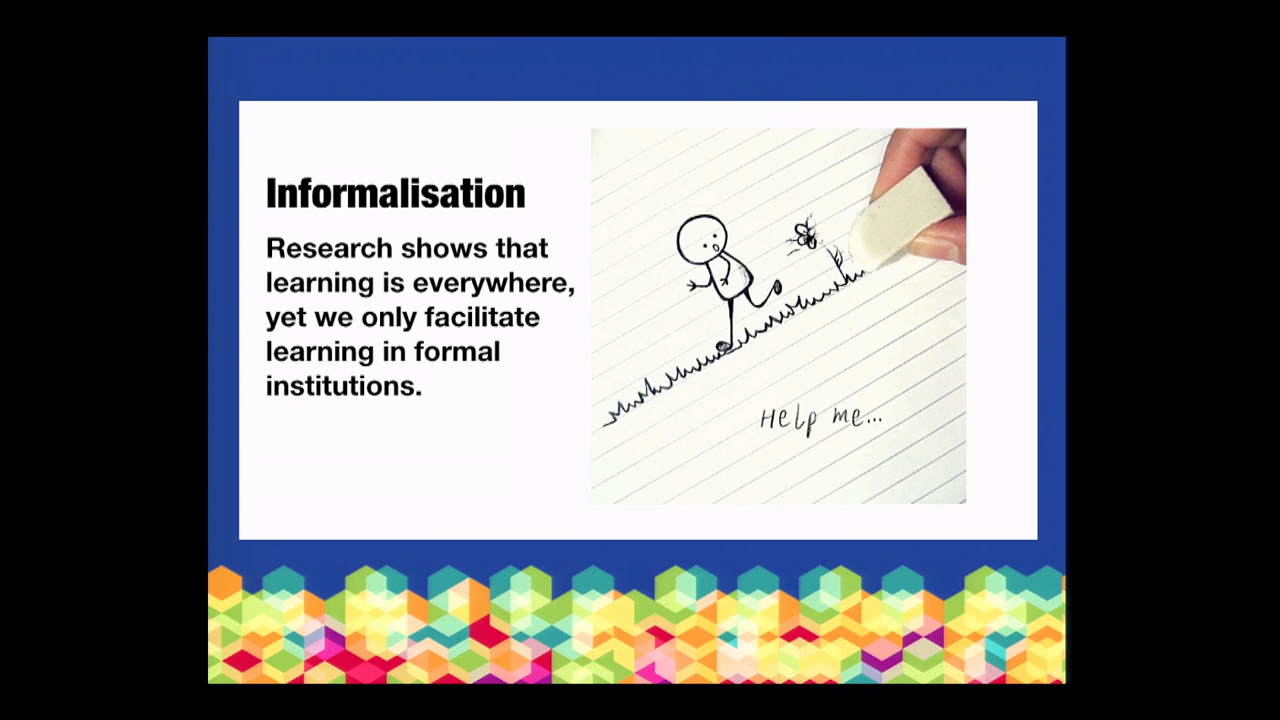 Informalisation
Research shows that
learning is everywhere,
yet we only facilitate
learning in formal
institutions.
Help me...